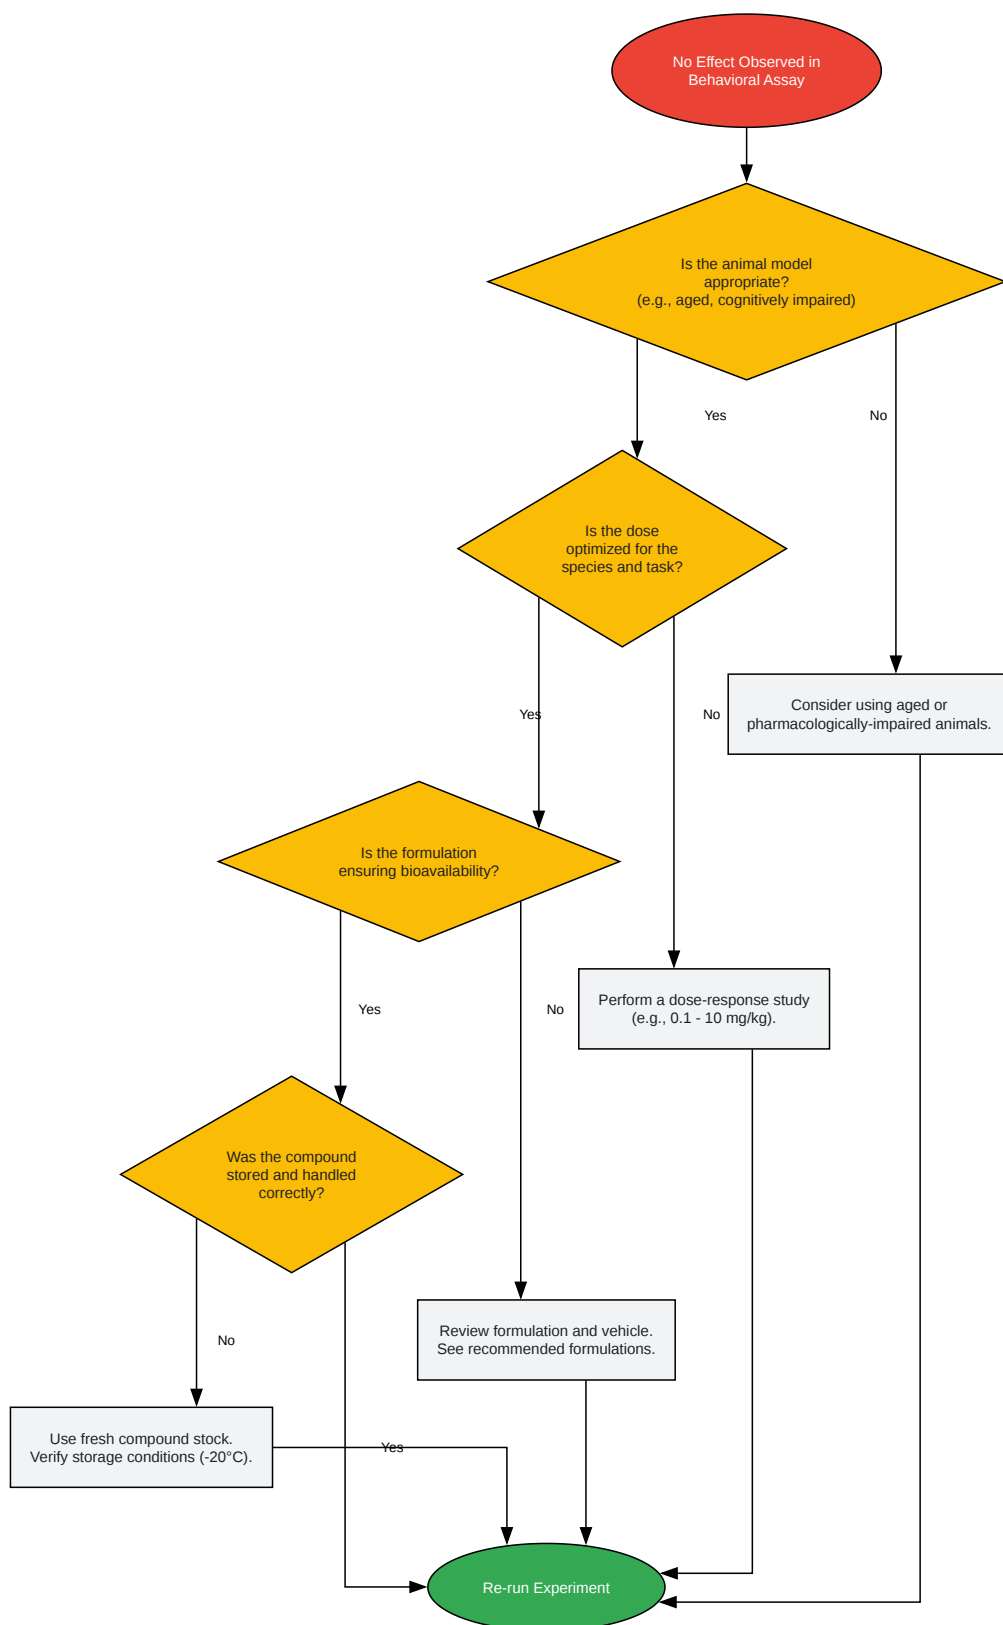 No Effect Observed in
Behavioral Assay
Is the animal model
appropriate?
(e.g., aged, cognitively impaired)
Yes
No
Is the dose
optimized for the
species and task?
Yes
No
Consider using aged or
pharmacologically-impaired animals.
Is the formulation
ensuring bioavailability?
Yes
No
Perform a dose-response study
(e.g., 0.1 - 10 mg/kg).
Was the compound
stored and handled
correctly?
No
Review formulation and vehicle.
See recommended formulations.
Use fresh compound stock.
Verify storage conditions (-20°C).
Yes
Re-run Experiment